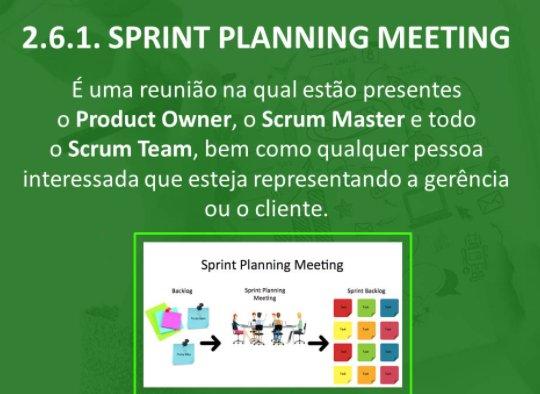 2.6.1. SPRINT PLANNING MEETING
É uma reunião na qual estão presentes
o Product Owner, o Scrum Master e todo
o Scrum Team, bem como qualquer pessoa
interessada que esteja representando a gerência
ou o cliente.
Sprint Planning Meeting
Backlog
Sprint Planning
Meeting
Sprint Backlog